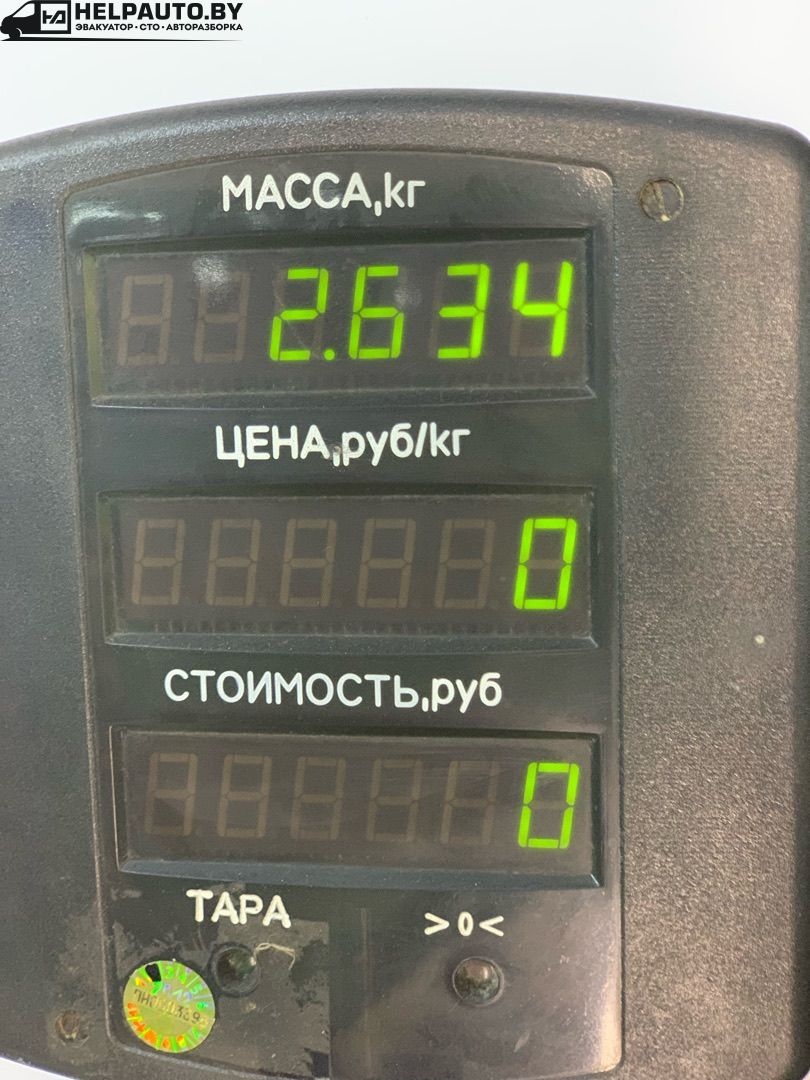 HELPAUTO.BY
ЭВАКУАТОР • СТО • АВТОРАЗБОРКА
МАССА,кг
2.634
ЦЕНА,руб/кг
0
СТОИМОСТЬ,руб
0
ТАРА
>0<